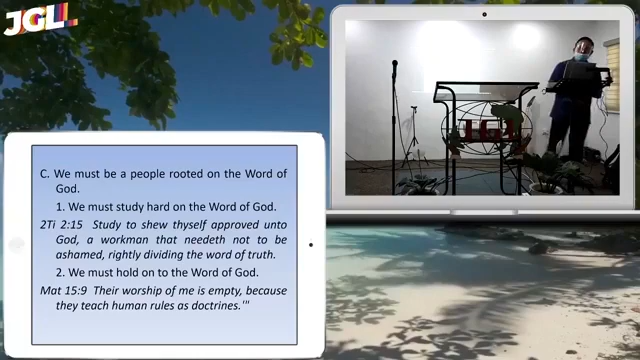 JGL
C. We must be a people rooted on the Word of
God.
1. We must study hard on the Word of God.
2Ti 2:15 Study to shew thyself approved unto
God, a workman that needeth not to be
ashamed, rightly dividing the word of truth.
2. We must hold on to the Word of God.
Mat 15:9 Their worship of me is empty, because
they teach human rules as doctrines.'"
JGL